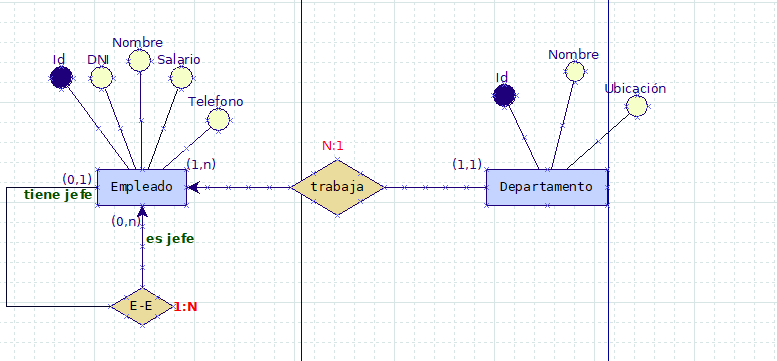 Id
DNI
Nombre
Salario
Telefono
Id
Nombre
Ubicación
N:1
(0,1)
Empleado
(1,n)
trabaja
(1,1)
Departamento
tiene jefe
(0,n)
es jefe
E-E
1:N